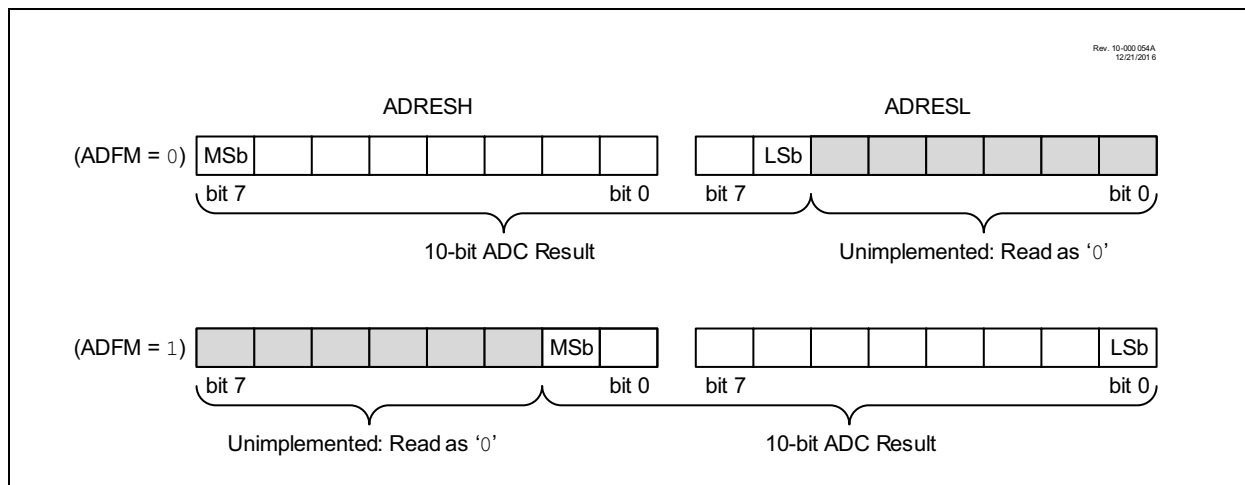 Rev. 10-000 054A
12/21/201 6
ADRESH ADRESL
(ADFM = 0) MSb LSb
bit 7 bit 0 bit 7 bit 0
10-bit ADC Result Unimplemented: Read as ‘0’
(ADFM = 1) MSb LSb
bit 7 bit 0 bit 7 bit 0
Unimplemented: Read as ‘0’ 10-bit ADC Result